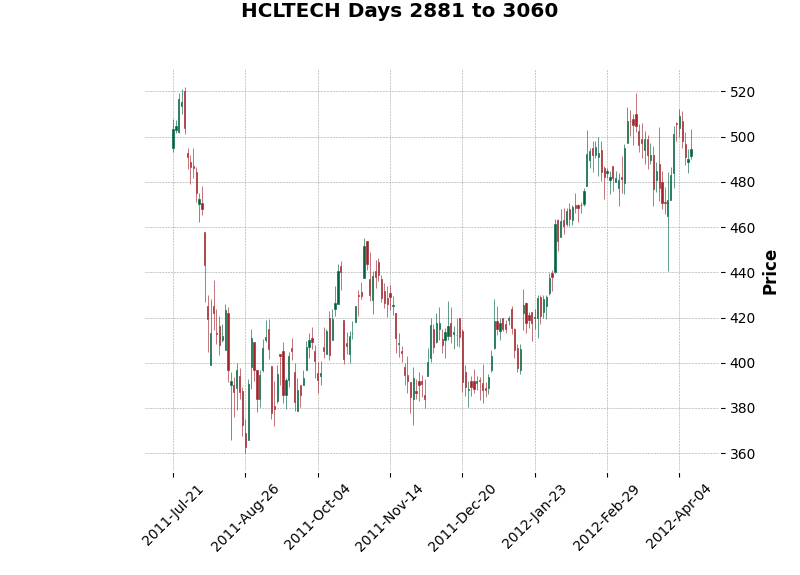 HCLTECH Days 2881 to 3060
520
500
480
460
440
420
400
380
360
Price
2011-Jul-21
2011-Aug-26
2011-Oct-04
2011-Nov-14
2011-Dec-20
2012-Jan-23
2012-Feb-29
2012-Apr-04